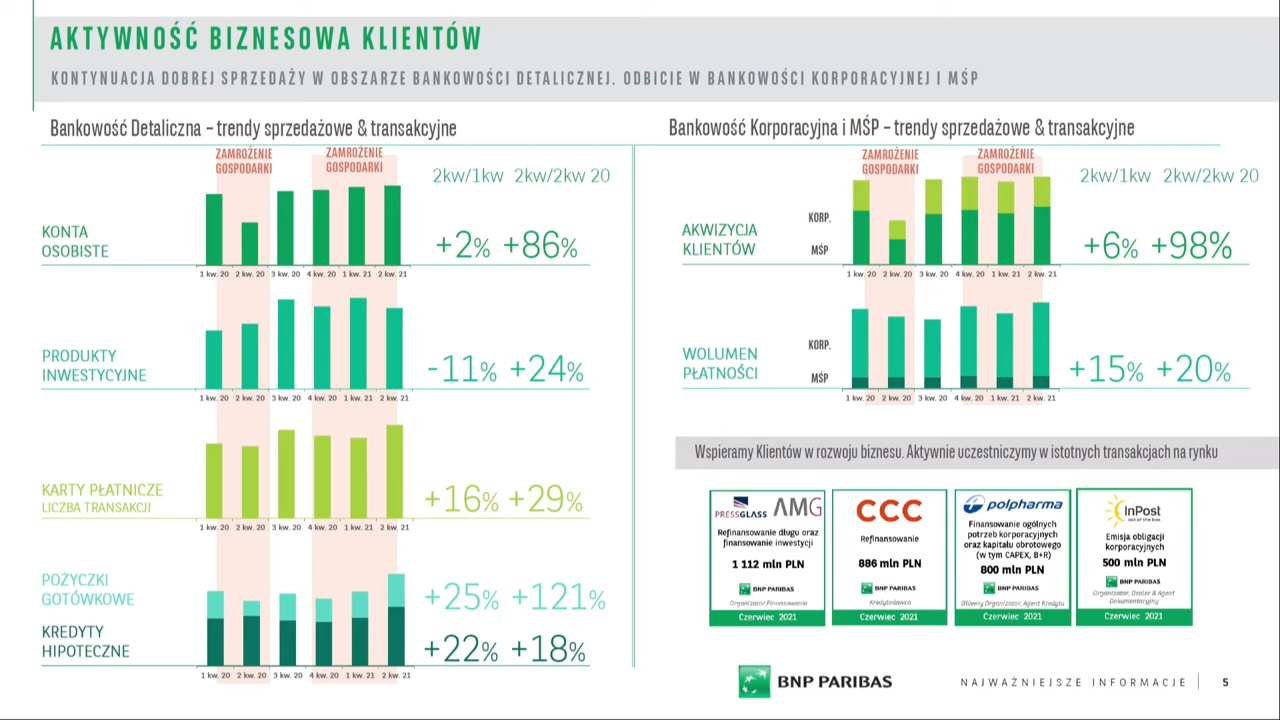 AKTYWNOŚĆ BIZNESOWA KLIENTÓW
KONTYNUACJA DOBREJ SPRZEDAŻY W OBSZARZE BANKOWOŚCI DETALICZNEJ. ODBICIE W BANKOWOŚCI KORPORACYJNEJ I MŚP
Bankowość Detaliczna – trendy sprzedażowe & transakcyjne
ZAMROŻENIE
GOSPODARKI
ZAMROŻENIE
GOSPODARKI
2kw/1kw 2kw/2kw 20
KONTA
OSOBISTE
+2% +86%
1 kw. 20 2 kw. 20 3 kw. 20 4 kw. 20 1 kw. 21 2 kw. 21
PRODUKTY
INWESTYCYJNE
-11% +24%
1 kw. 20 2 kw. 20 3 kw. 20 4 kw. 20 1 kw. 21 2 kw. 21
KARTY PŁATNICZE
LICZBA TRANSAKCJI
+16% +29%
1 kw. 20 2 kw. 20 3 kw. 20 4 kw. 20 1 kw. 21 2 kw. 21
POŻYCZKI
GOTÓWKOWE
+25% +121%
KREDYTY
HIPOTECZNE
+22% +18%
1 kw. 20 2 kw. 20 3 kw. 20 4 kw. 20 1 kw. 21 2 kw. 21
Bankowość Korporacyjna i MŚP – trendy sprzedażowe & transakcyjne
ZAMROŻENIE
GOSPODARKI
ZAMROŻENIE
GOSPODARKI
2kw/1kw 2kw/2kw 20
AKWIZYCJA
KLIENTÓW
KORP.
MŚP
+6% +98%
1 kw. 20 2 kw. 20 3 kw. 20 4 kw. 20 1 kw. 21 2 kw. 21
WOLUMEN
PŁATNOŚCI
KORP.
MŚP
+15% +20%
1 kw. 20 2 kw. 20 3 kw. 20 4 kw. 20 1 kw. 21 2 kw. 21
Wspieramy Klientów w rozwoju biznesu. Aktywnie uczestniczymy w istotnych transakcjach na rynku
PRESSGLASS AMG
Refinansowanie długu oraz
finansowanie inwestycji
1 112 mln PLN
BNP PARIBAS
Organizator Finansowania
Czerwiec 2021
CCC
Refinansowanie
886 mln PLN
BNP PARIBAS
Kredytodawca
Czerwiec 2021
polpharma
Finansowanie ogólnych
potrzeb korporacyjnych
oraz kapitału obrotowego
(w tym CAPEX, B+R)
800 mln PLN
BNP PARIBAS
Główny Organizator, Agent Kredytu
Czerwiec 2021
InPost
out of the box
Emisja obligacji
korporacyjnych
500 mln PLN
BNP PARIBAS
Organizator, Dealer & Agent
Dokumentacyjny
Czerwiec 2021
BNP PARIBAS
NAJWAŻNIEJSZE INFORMACJE 5